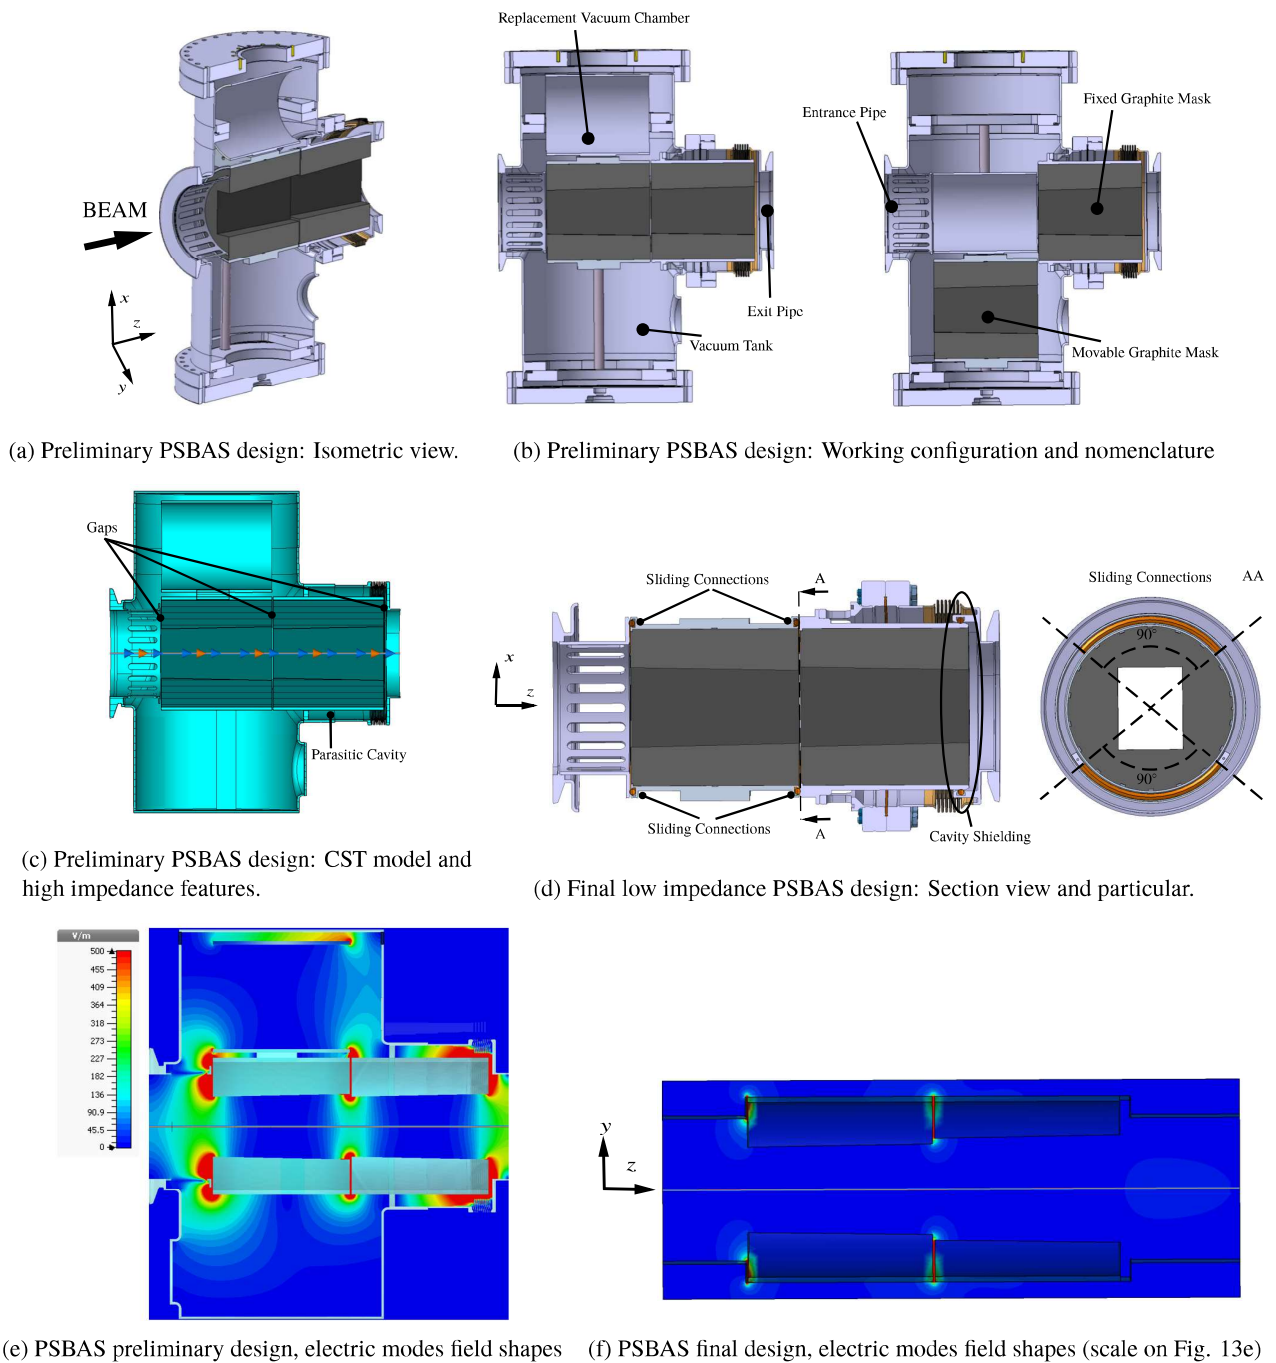 Replacement Vacuum Chamber
Entrance Pipe
Fixed Graphite Mask
BEAM
x
z
y
Exit Pipe
Vacuum Tank
Movable Graphite Mask
(a) Preliminary PSBAS design: Isometric view.
(b) Preliminary PSBAS design: Working configuration and nomenclature
Gaps
Parasitic Cavity
(c) Preliminary PSBAS design: CST model and
high impedance features.
Sliding Connections
A
Sliding Connections
AA
90°
x
z
90°
Sliding Connections
A
Cavity Shielding
(d) Final low impedance PSBAS design: Section view and particular.
V/m
500
455
409
364
318
273
227
182
136
90.9
45.5
0
y
z
(e) PSBAS preliminary design, electric modes field shapes
(f) PSBAS final design, electric modes field shapes (scale on Fig. 13e)